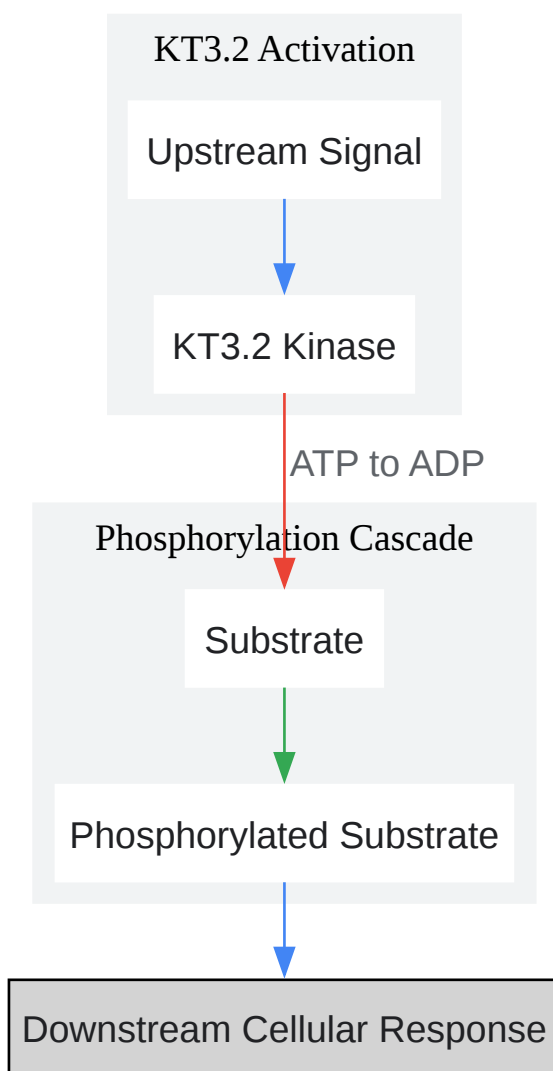 KT3.2 Activation
Upstream Signal
KT3.2 Kinase
ATP to ADP
Phosphorylation Cascade
Substrate
Phosphorylated Substrate
Downstream Cellular Response